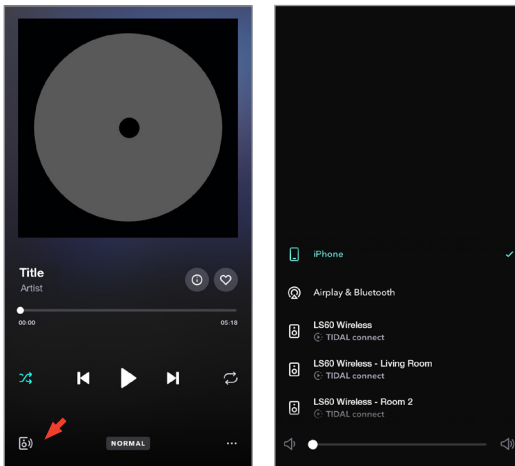 Title
Artist
00:00 05:18
NORMAL
iPhone
Airplay & Bluetooth
LS60 Wireless
TIDAL connect
LS60 Wireless - Living Room
TIDAL connect
LS60 Wireless - Room 2
TIDAL connect